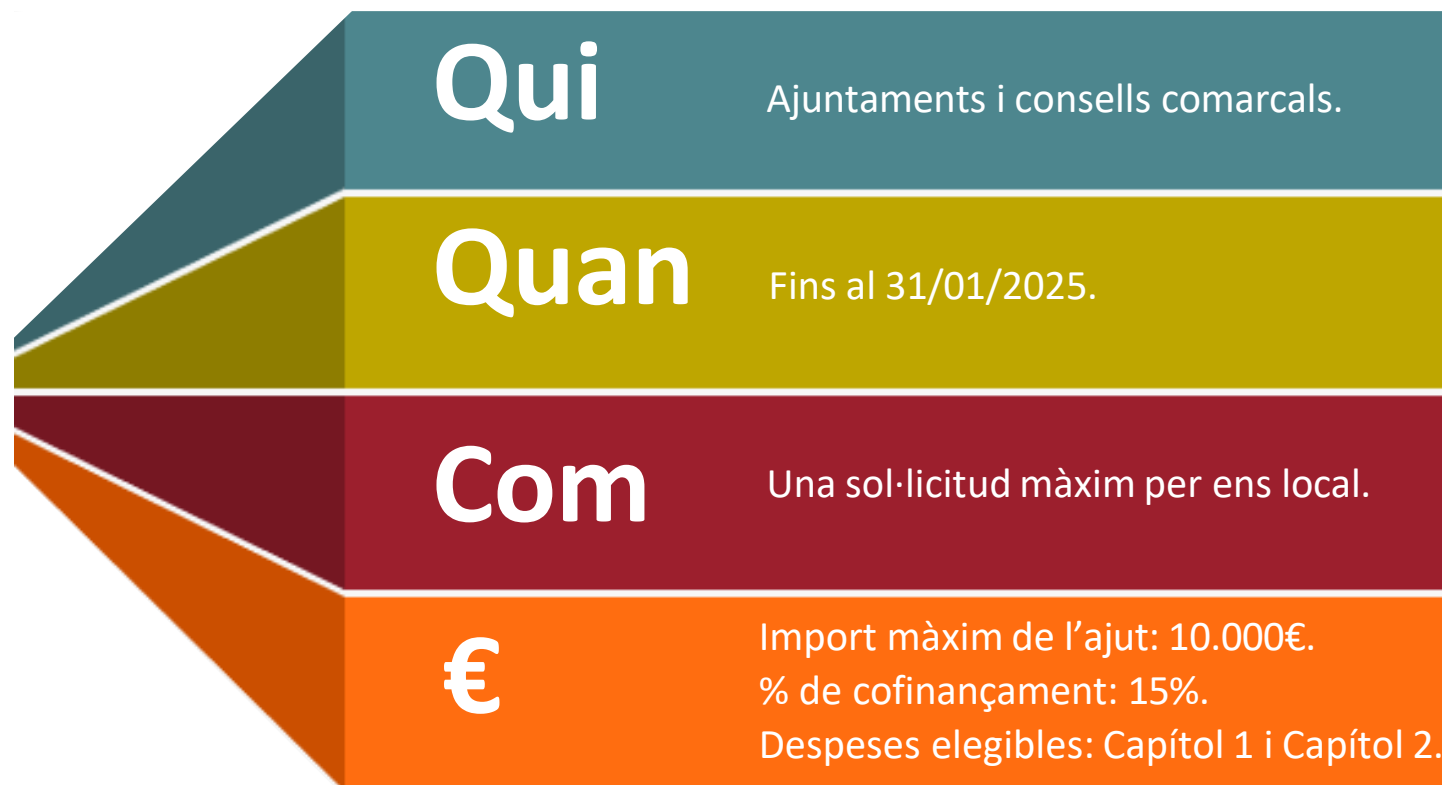 Qui
Ajuntaments i consells comarcals.
Quan
Fins al 31/01/2025.
Com
Una sol·licitud màxim per ens local.
€
Import màxim de l’ajut: 10.000€.
% de cofinançament: 15%.
Despeses elegibles: Capítol 1 i Capítol 2.